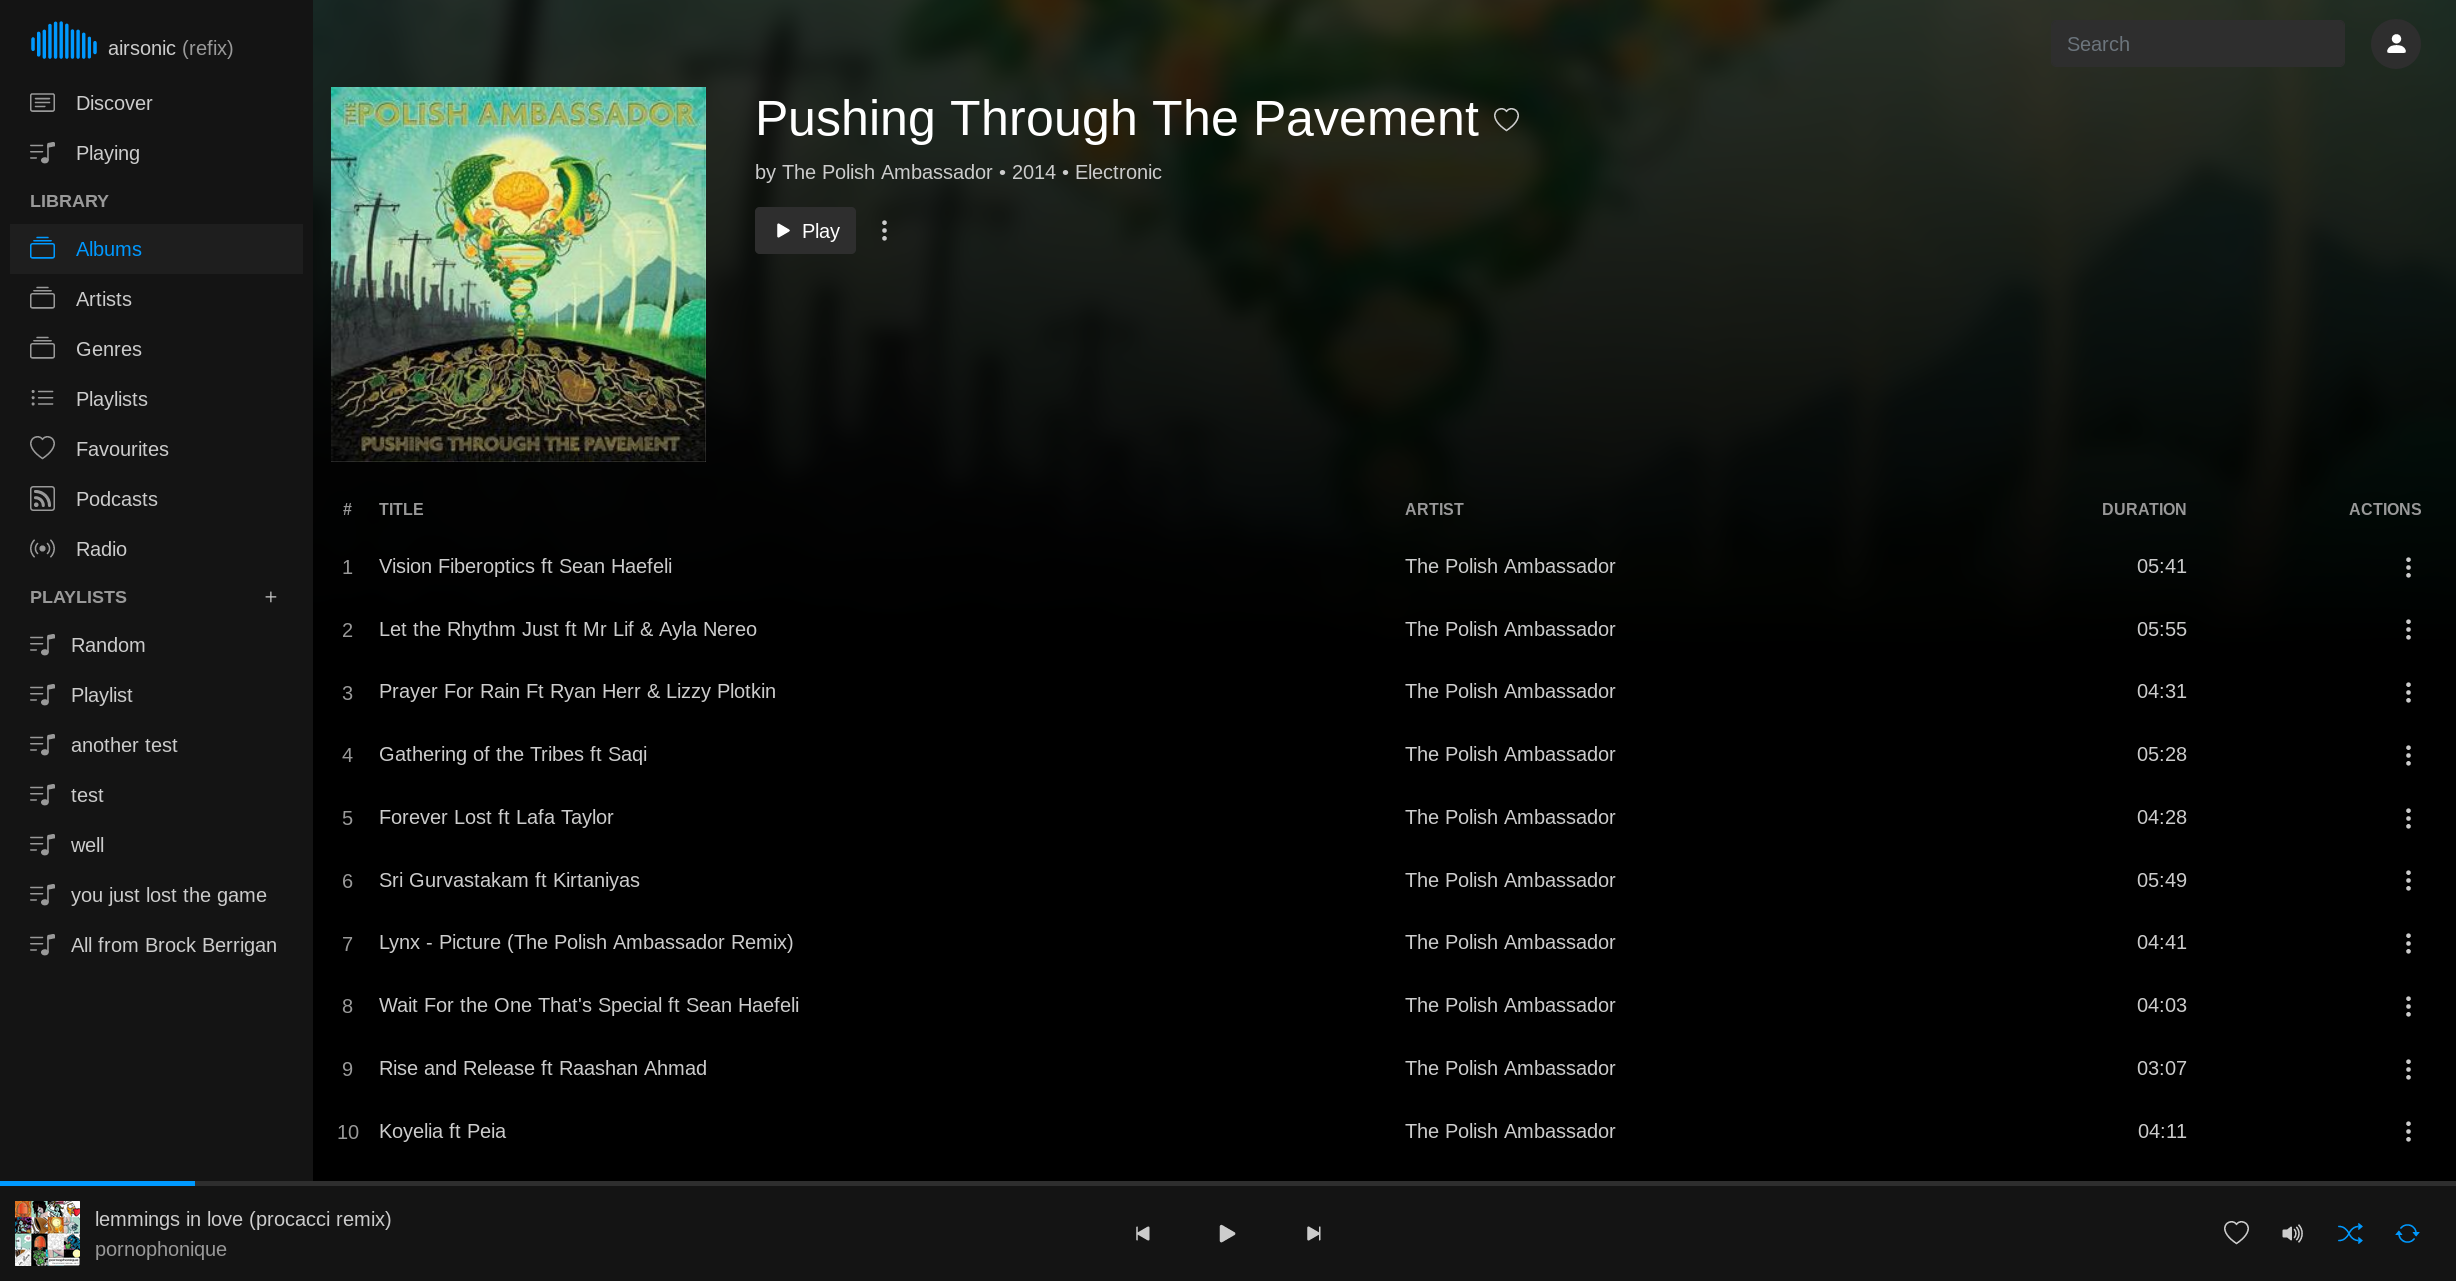 airsonic (refix)
Discover
Playing
LIBRARY
Albums
Artists
Genres
Playlists
Favourites
Podcasts
Radio
PLAYLISTS +
Random
Playlist
another test
test
well
you just lost the game
All from Brock Berrigan
Search
THE POLISH AMBASSADOR
PUSHING THROUGH THE PAVEMENT
Pushing Through The Pavement
by The Polish Ambassador • 2014 • Electronic
Play
# TITLE ARTIST DURATION ACTIONS
1 Vision Fiberoptics ft Sean Haefeli The Polish Ambassador 05:41
2 Let the Rhythm Just ft Mr Lif & Ayla Nereo The Polish Ambassador 05:55
3 Prayer For Rain Ft Ryan Herr & Lizzy Plotkin The Polish Ambassador 04:31
4 Gathering of the Tribes ft Saqi The Polish Ambassador 05:28
5 Forever Lost ft Lafa Taylor The Polish Ambassador 04:28
6 Sri Gurvastakam ft Kirtaniyas The Polish Ambassador 05:49
7 Lynx - Picture (The Polish Ambassador Remix) The Polish Ambassador 04:41
8 Wait For the One That's Special ft Sean Haefeli The Polish Ambassador 04:03
9 Rise and Release ft Raashan Ahmad The Polish Ambassador 03:07
10 Koyelia ft Peia The Polish Ambassador 04:11
lemmings in love (procacci remix)
pornophonique